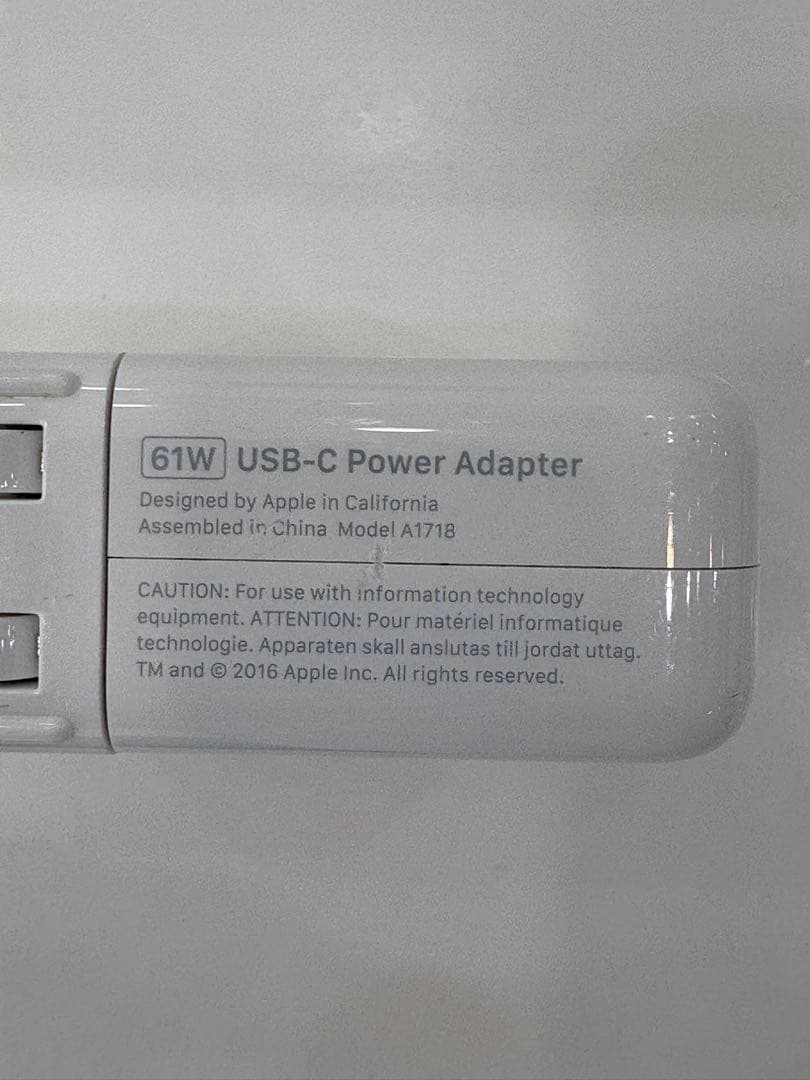 61W USB-C Power Adapter
Designed by Apple in California
Assembled in China Model A1718
CAUTION: For use with information technology
equipment. ATTENTION: Pour matériel informatique
technologie. Apparaten skall anslutas till jordat uttag.
TM and © 2016 Apple Inc. All rights reserved.